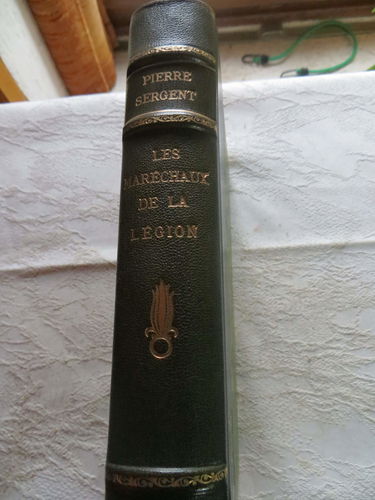 PIERRE
SERGENT
LES
MARÉCHAUX
DE LA
LÉGION